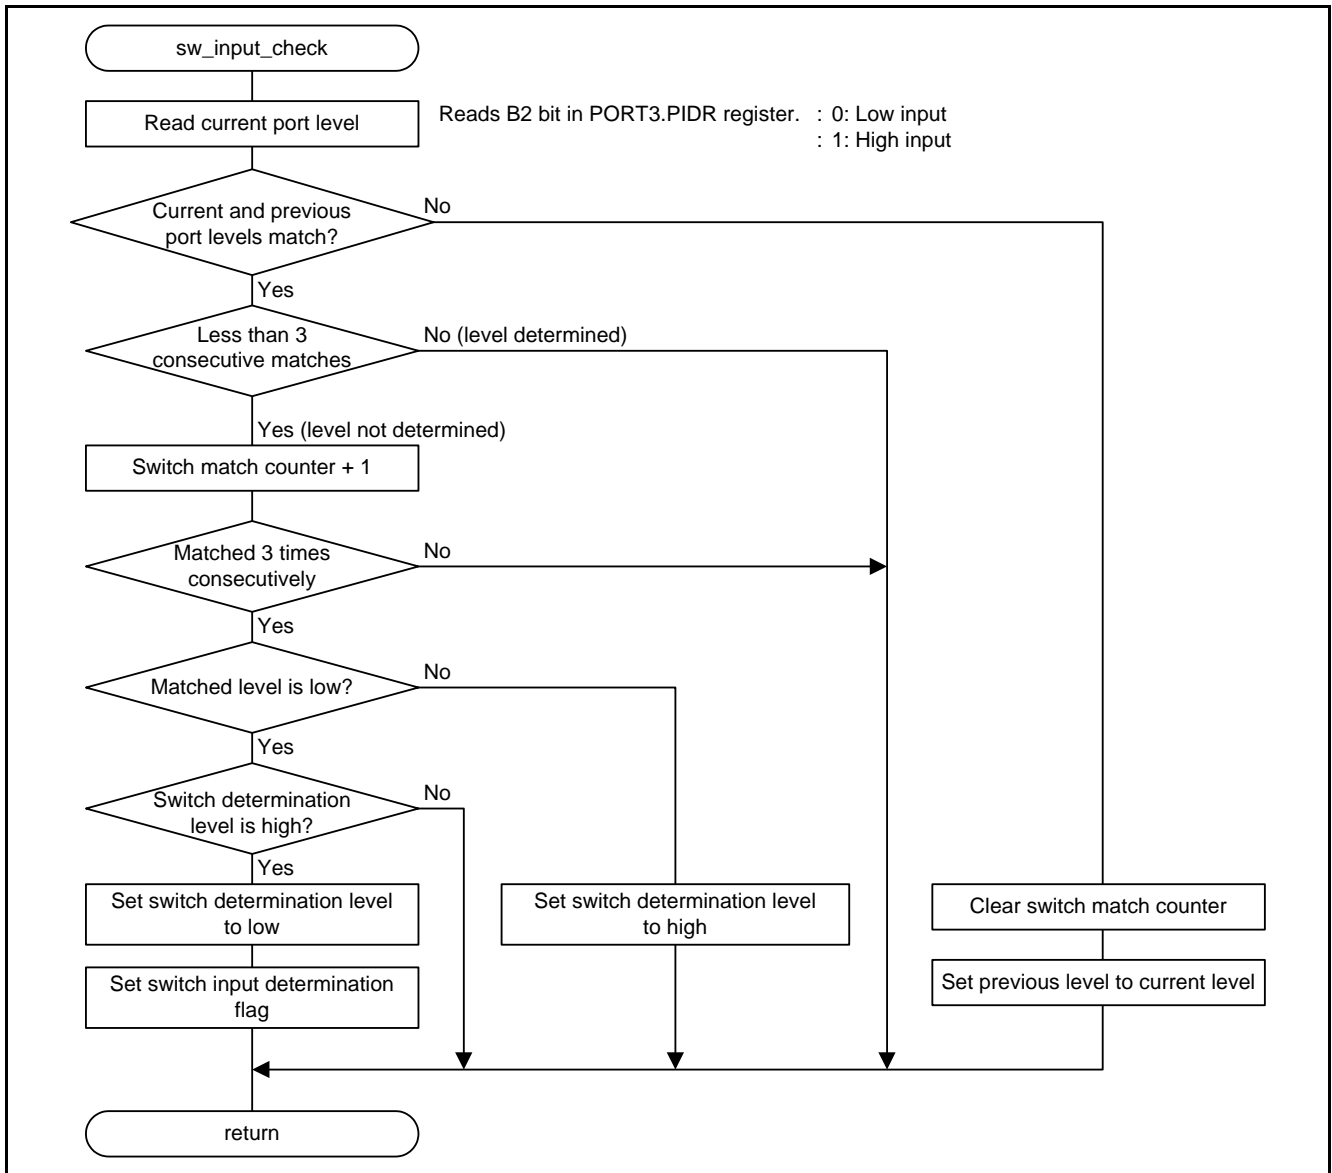 sw_input_check
Read current port level
Reads B2 bit in PORT3.PIDR register. : 0: Low input
: 1: High input
Current and previous
port levels match?
No
Yes
Less than 3
consecutive matches
No (level determined)
Yes (level not determined)
Switch match counter + 1
Matched 3 times
consecutively
No
Yes
Matched level is low?
No
Yes
Switch determination
level is high?
No
Yes
Set switch determination level
to low
Set switch determination level
to high
Clear switch match counter
Set switch input determination
flag
Set previous level to current level
return